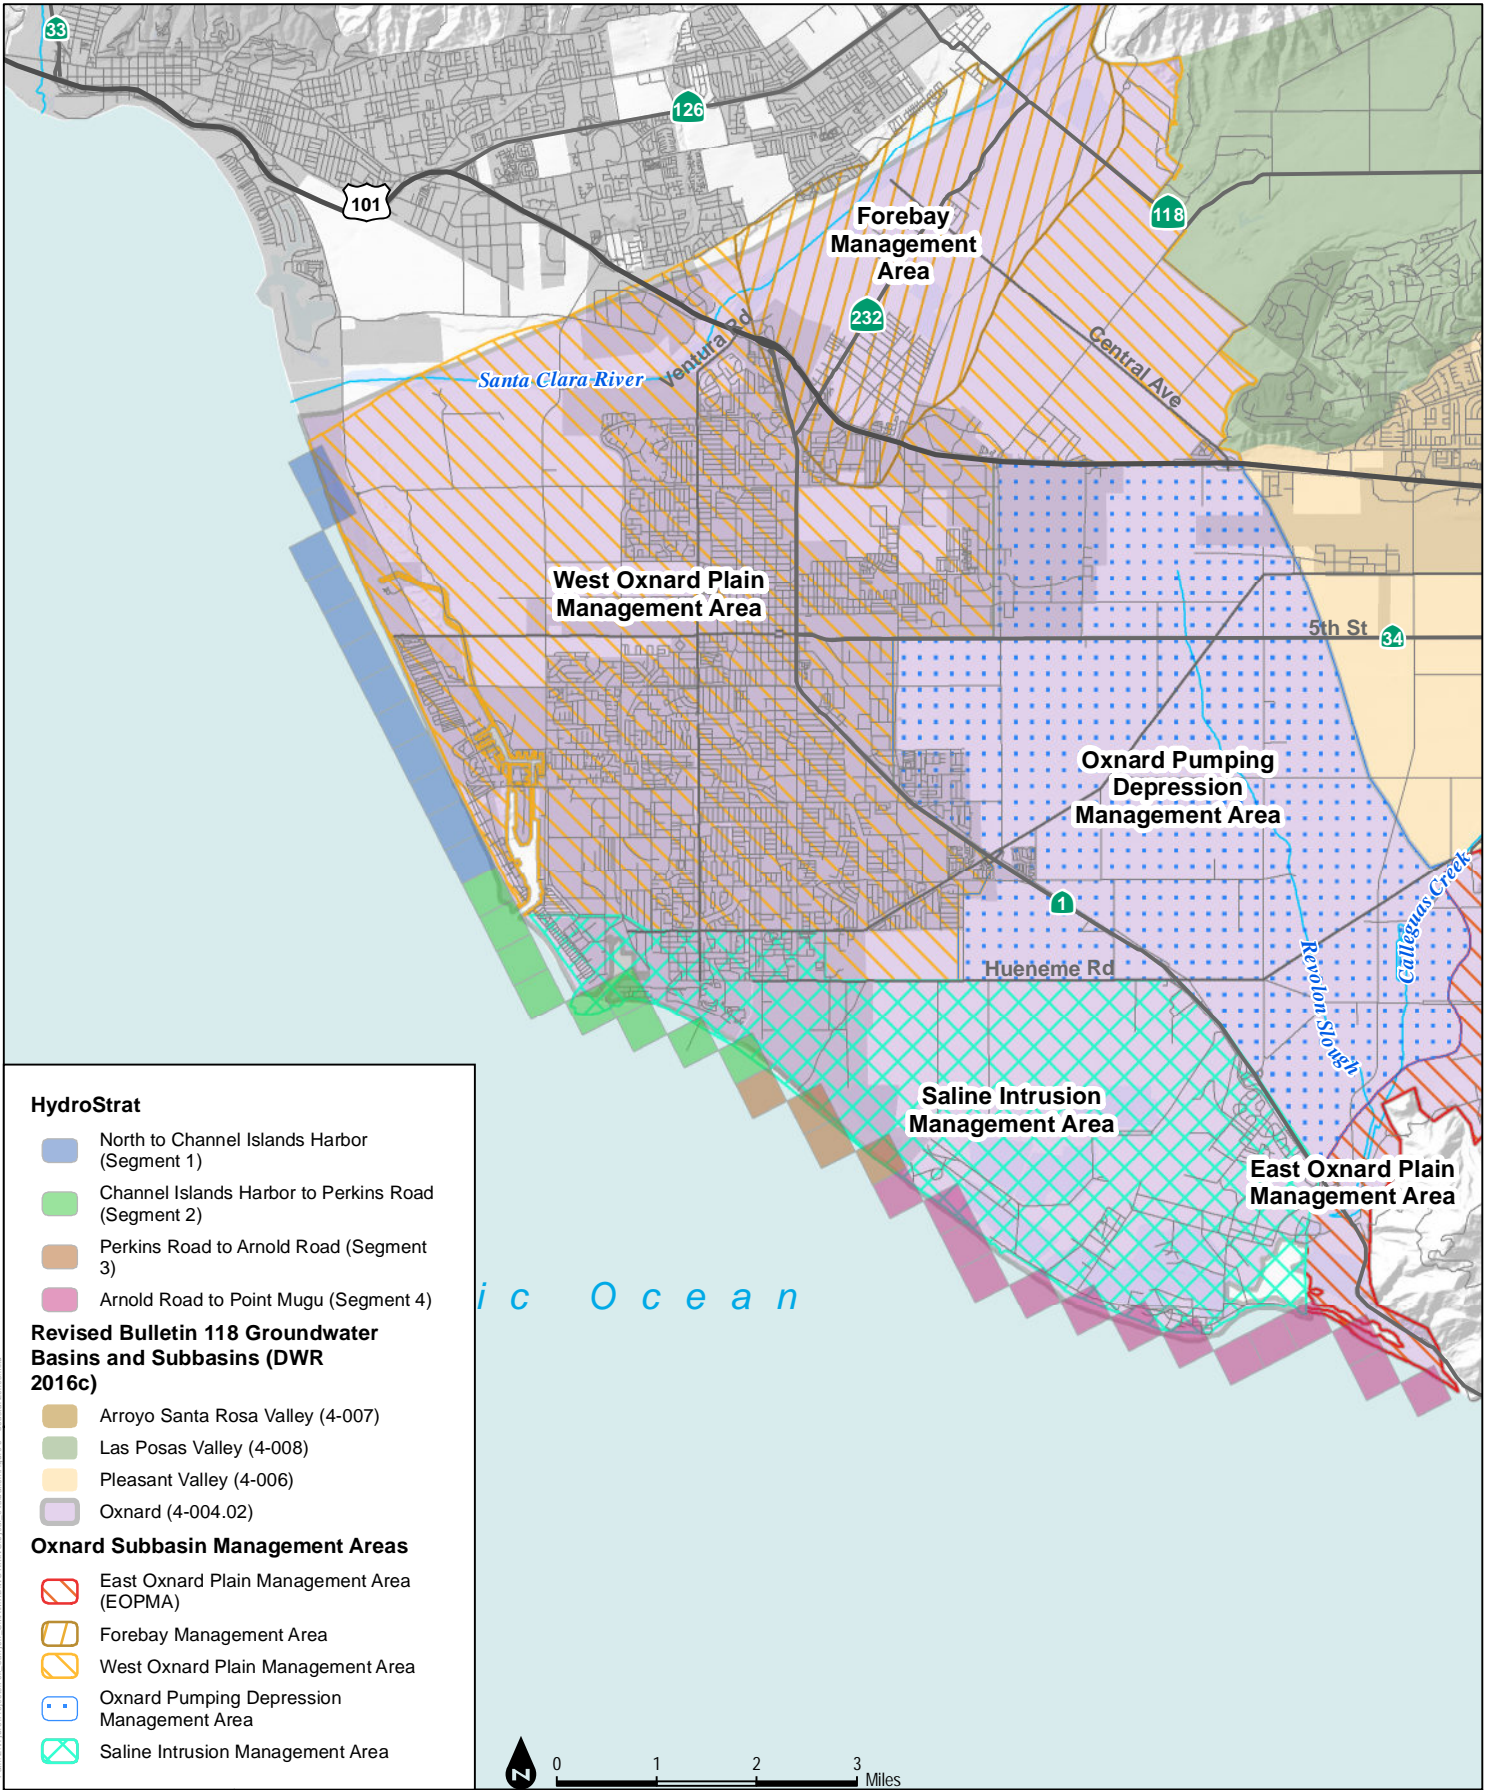 33
126
101
118
Forebay
Management
Area
232
Ventura Rd
Central Ave
Santa Clara River
West Oxnard Plain
Management Area
5th St
34
Oxnard Pumping
Depression
Management Area
1
Calleguas Creek
Hueneme Rd
Revolon Slough
Saline Intrusion
Management Area
East Oxnard Plain
Management Area
ic Ocean
HydroStrat
North to Channel Islands Harbor
(Segment 1)
Channel Islands Harbor to Perkins Road
(Segment 2)
Perkins Road to Arnold Road (Segment
3)
Arnold Road to Point Mugu (Segment 4)
Revised Bulletin 118 Groundwater
Basins and Subbasins (DWR
2016c)
Arroyo Santa Rosa Valley (4-007)
Las Posas Valley (4-008)
Pleasant Valley (4-006)
Oxnard (4-004.02)
Oxnard Subbasin Management Areas
East Oxnard Plain Management Area
(EOPMA)
Forebay Management Area
West Oxnard Plain Management Area
Oxnard Pumping Depression
Management Area
Saline Intrusion Management Area
N
0 1 2 3
Miles